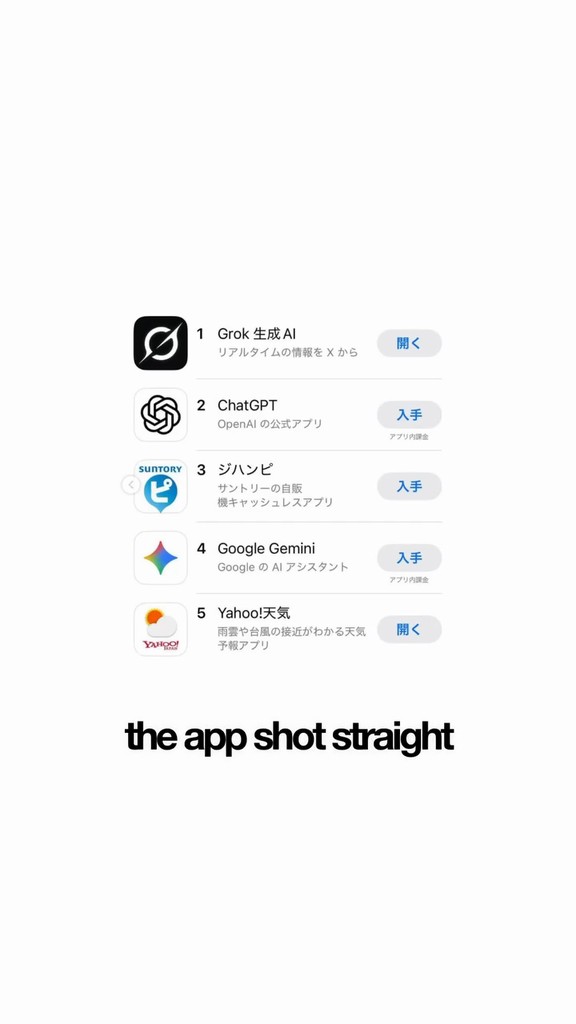 1 Grok 生成 AI
リアルタイムの情報を X から
開く
2 ChatGPT
OpenAI の公式アプリ
入手
アプリ内課金
SUNTORY
ピ
3 ジハンピ
サントリーの自販
機キャッシュレスアプリ
入手
4 Google Gemini
Google の AI アシスタント
入手
アプリ内課金
YAHOO!
JAPAN
5 Yahoo!天気
雨雲や台風の接近がわかる天気
予報アプリ
開く
the app shot straight